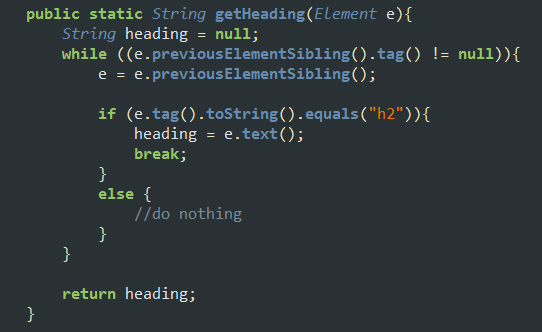 public static String getHeading(Element e){
String heading = null;
while ((e.previousElementSibling().tag() != null)){
e = e.previousElementSibling();
if (e.tag().toString().equals("h2")){
heading = e.text();
break;
}
else {
//do nothing
}
}
return heading;
}